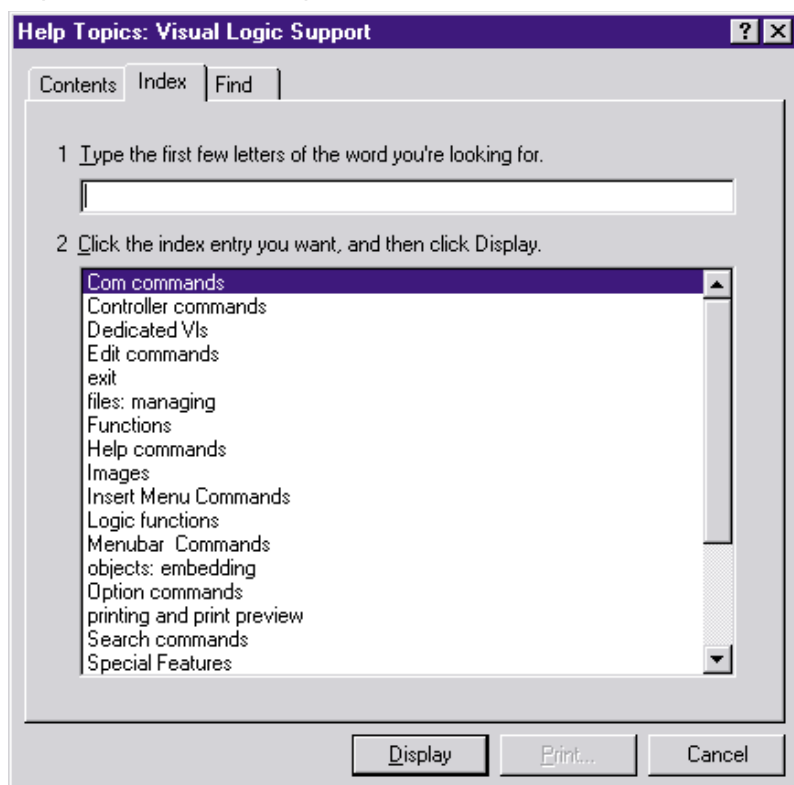 Help Topics: Visual Logic Support
Contents Index Find
1 Type the first few letters of the word you're looking for.
2 Click the index entry you want, and then click Display.
Com commands
Controller commands
Dedicated VIs
Edit commands
exit
files: managing
Functions
Help commands
Images
Insert Menu Commands
Logic functions
Menubar Commands
objects: embedding
Option commands
printing and print preview
Search commands
Special Features
Display Print... Cancel